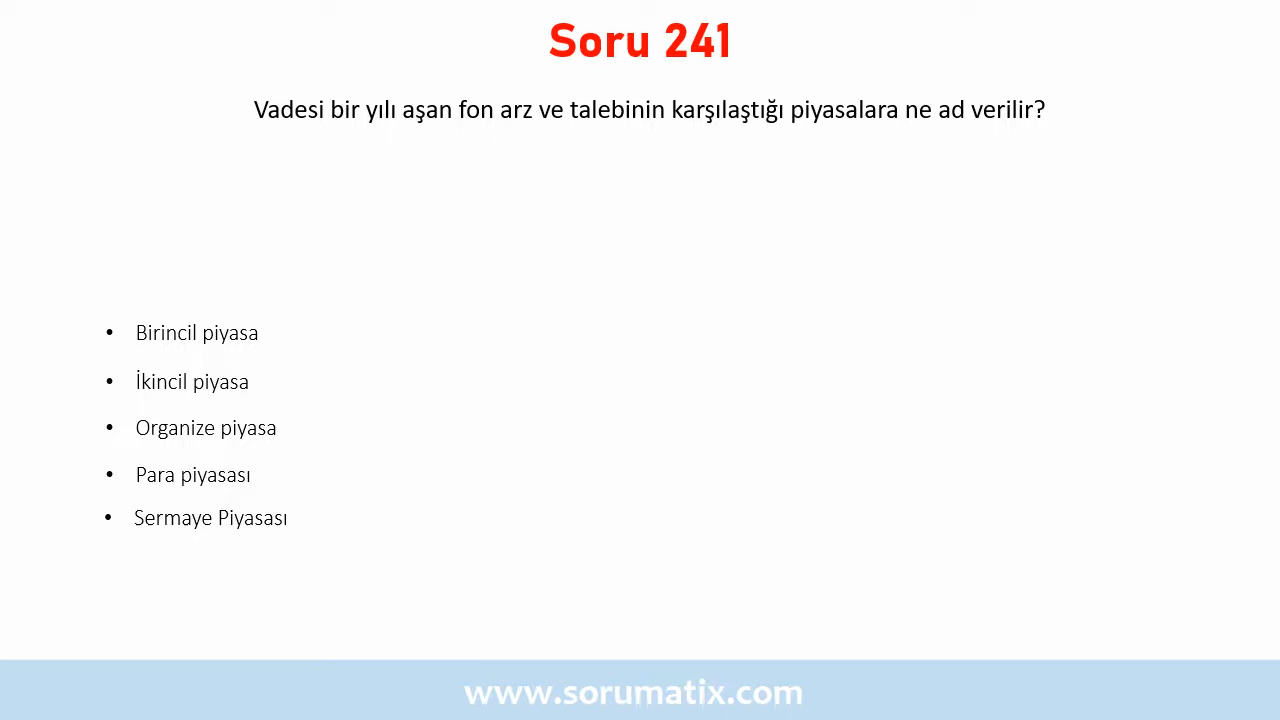 Soru 241
Vadesi bir yılı aşan fon arz ve talebinin karşılaştığı piyasalara ne ad verilir?
• Birincil piyasa
• İkincil piyasa
• Organize piyasa
• Para piyasası
• Sermaye Piyasası
www.sorumatix.com